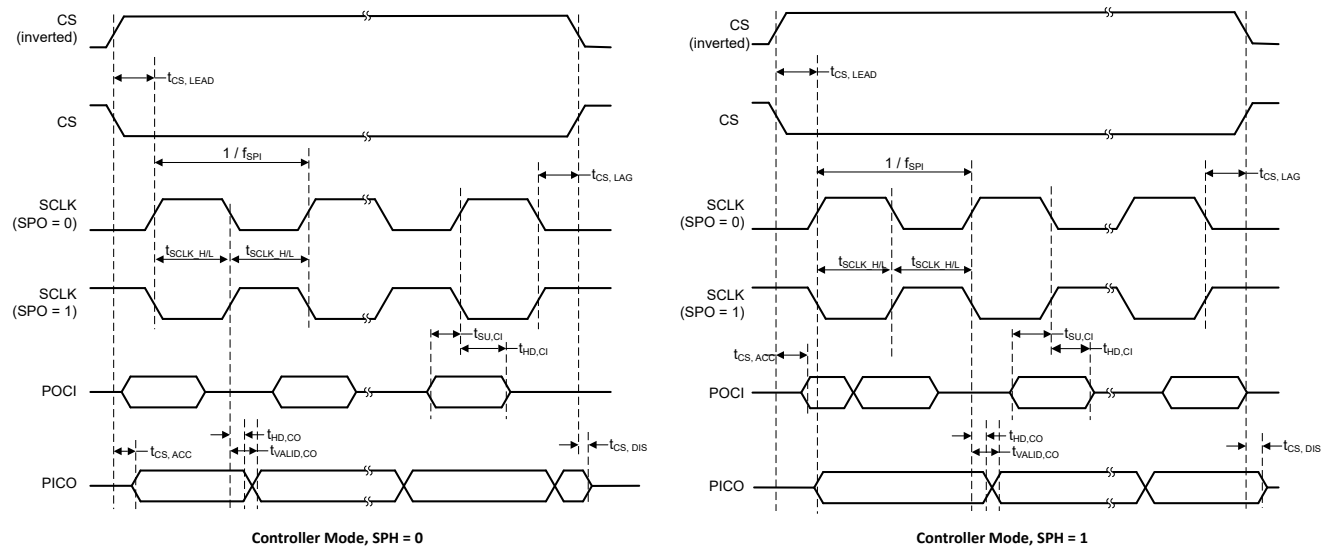 CS
(inverted)
tCS, LEAD
CS
1 / fSPI
tCS, LAG
SCLK
(SPO = 0)
tSCLK_H/L
tSCLK_H/L
SCLK
(SPO = 1)
tSU,CI
tHD,CI
POCI
tHD,CO
tCS, ACC
tVALID,CO
tCS, DIS
PICO
Controller Mode, SPH = 0
CS
(inverted)
tCS, LEAD
CS
1 / fSPI
tCS, LAG
SCLK
(SPO = 0)
tSCLK_H/L
tSCLK_H/L
SCLK
(SPO = 1)
tSU,CI
tCS, ACC
tHD,CI
POCI
tHD,CO
tVALID,CO
tCS, DIS
PICO
Controller Mode, SPH = 1